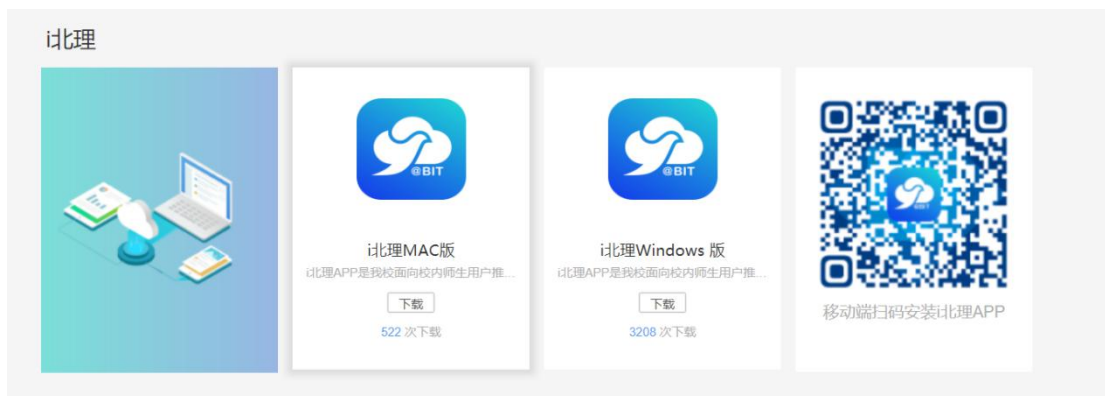 i北理
@BIT
i北理MAC版
i北理APP是我校面向校内师生用户推...
下载
522 次下载
@BIT
i北理Windows 版
i北理APP是我校面向校内师生用户推...
下载
3208 次下载
@BIT
移动端扫码安装i北理APP